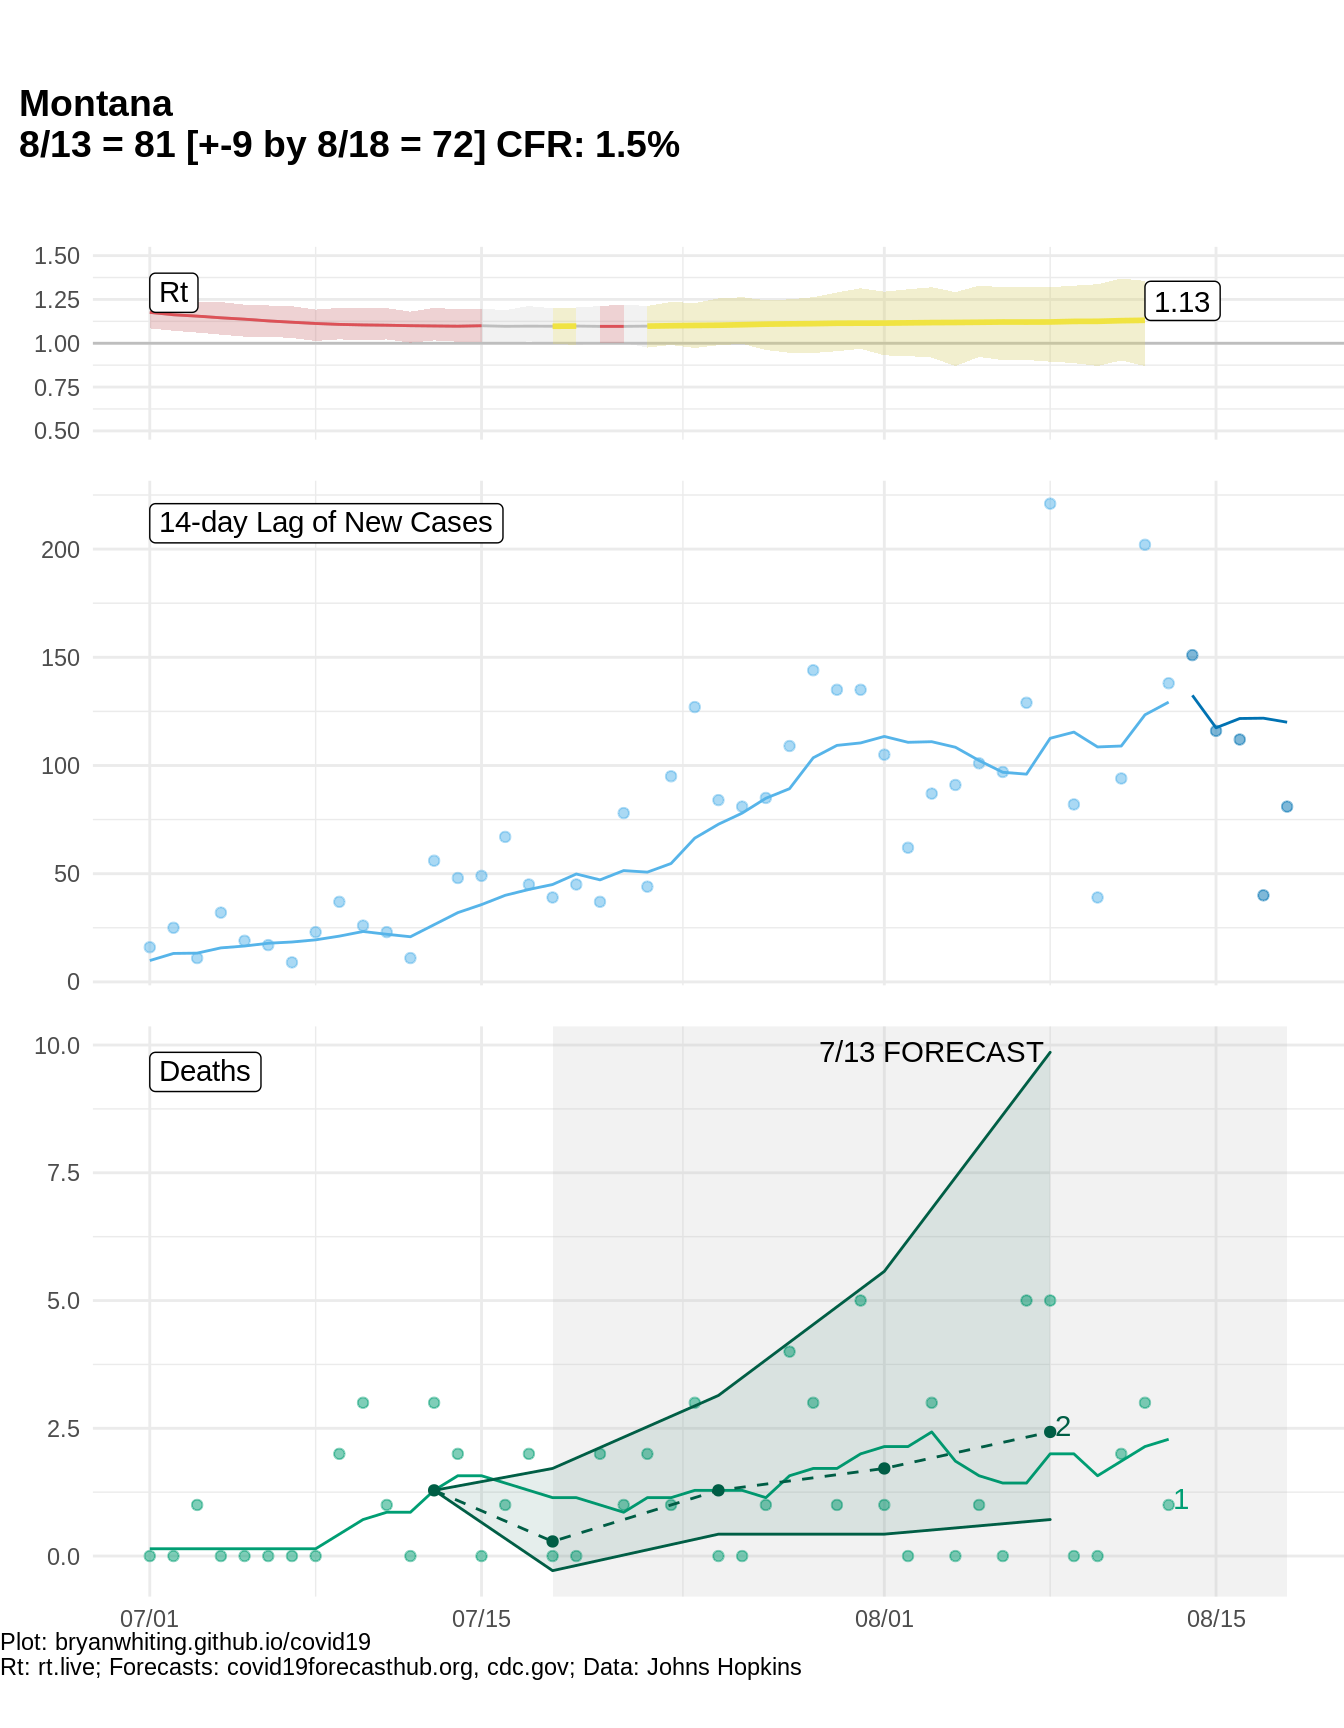 Montana
8/13 = 81 [+-9 by 8/18 = 72] CFR: 1.5%
1.50
1.25
1.00
0.75
0.50
Rt
1.13
14-day Lag of New Cases
200
150
100
50
0
Deaths
7/13 FORECAST
10.0
7.5
5.0
2.5
0.0
2
1
07/01
07/15
08/01
08/15
Plot: bryanwhiting.github.io/covid19
Rt: rt.live; Forecasts: covid19forecasthub.org, cdc.gov; Data: Johns Hopkins